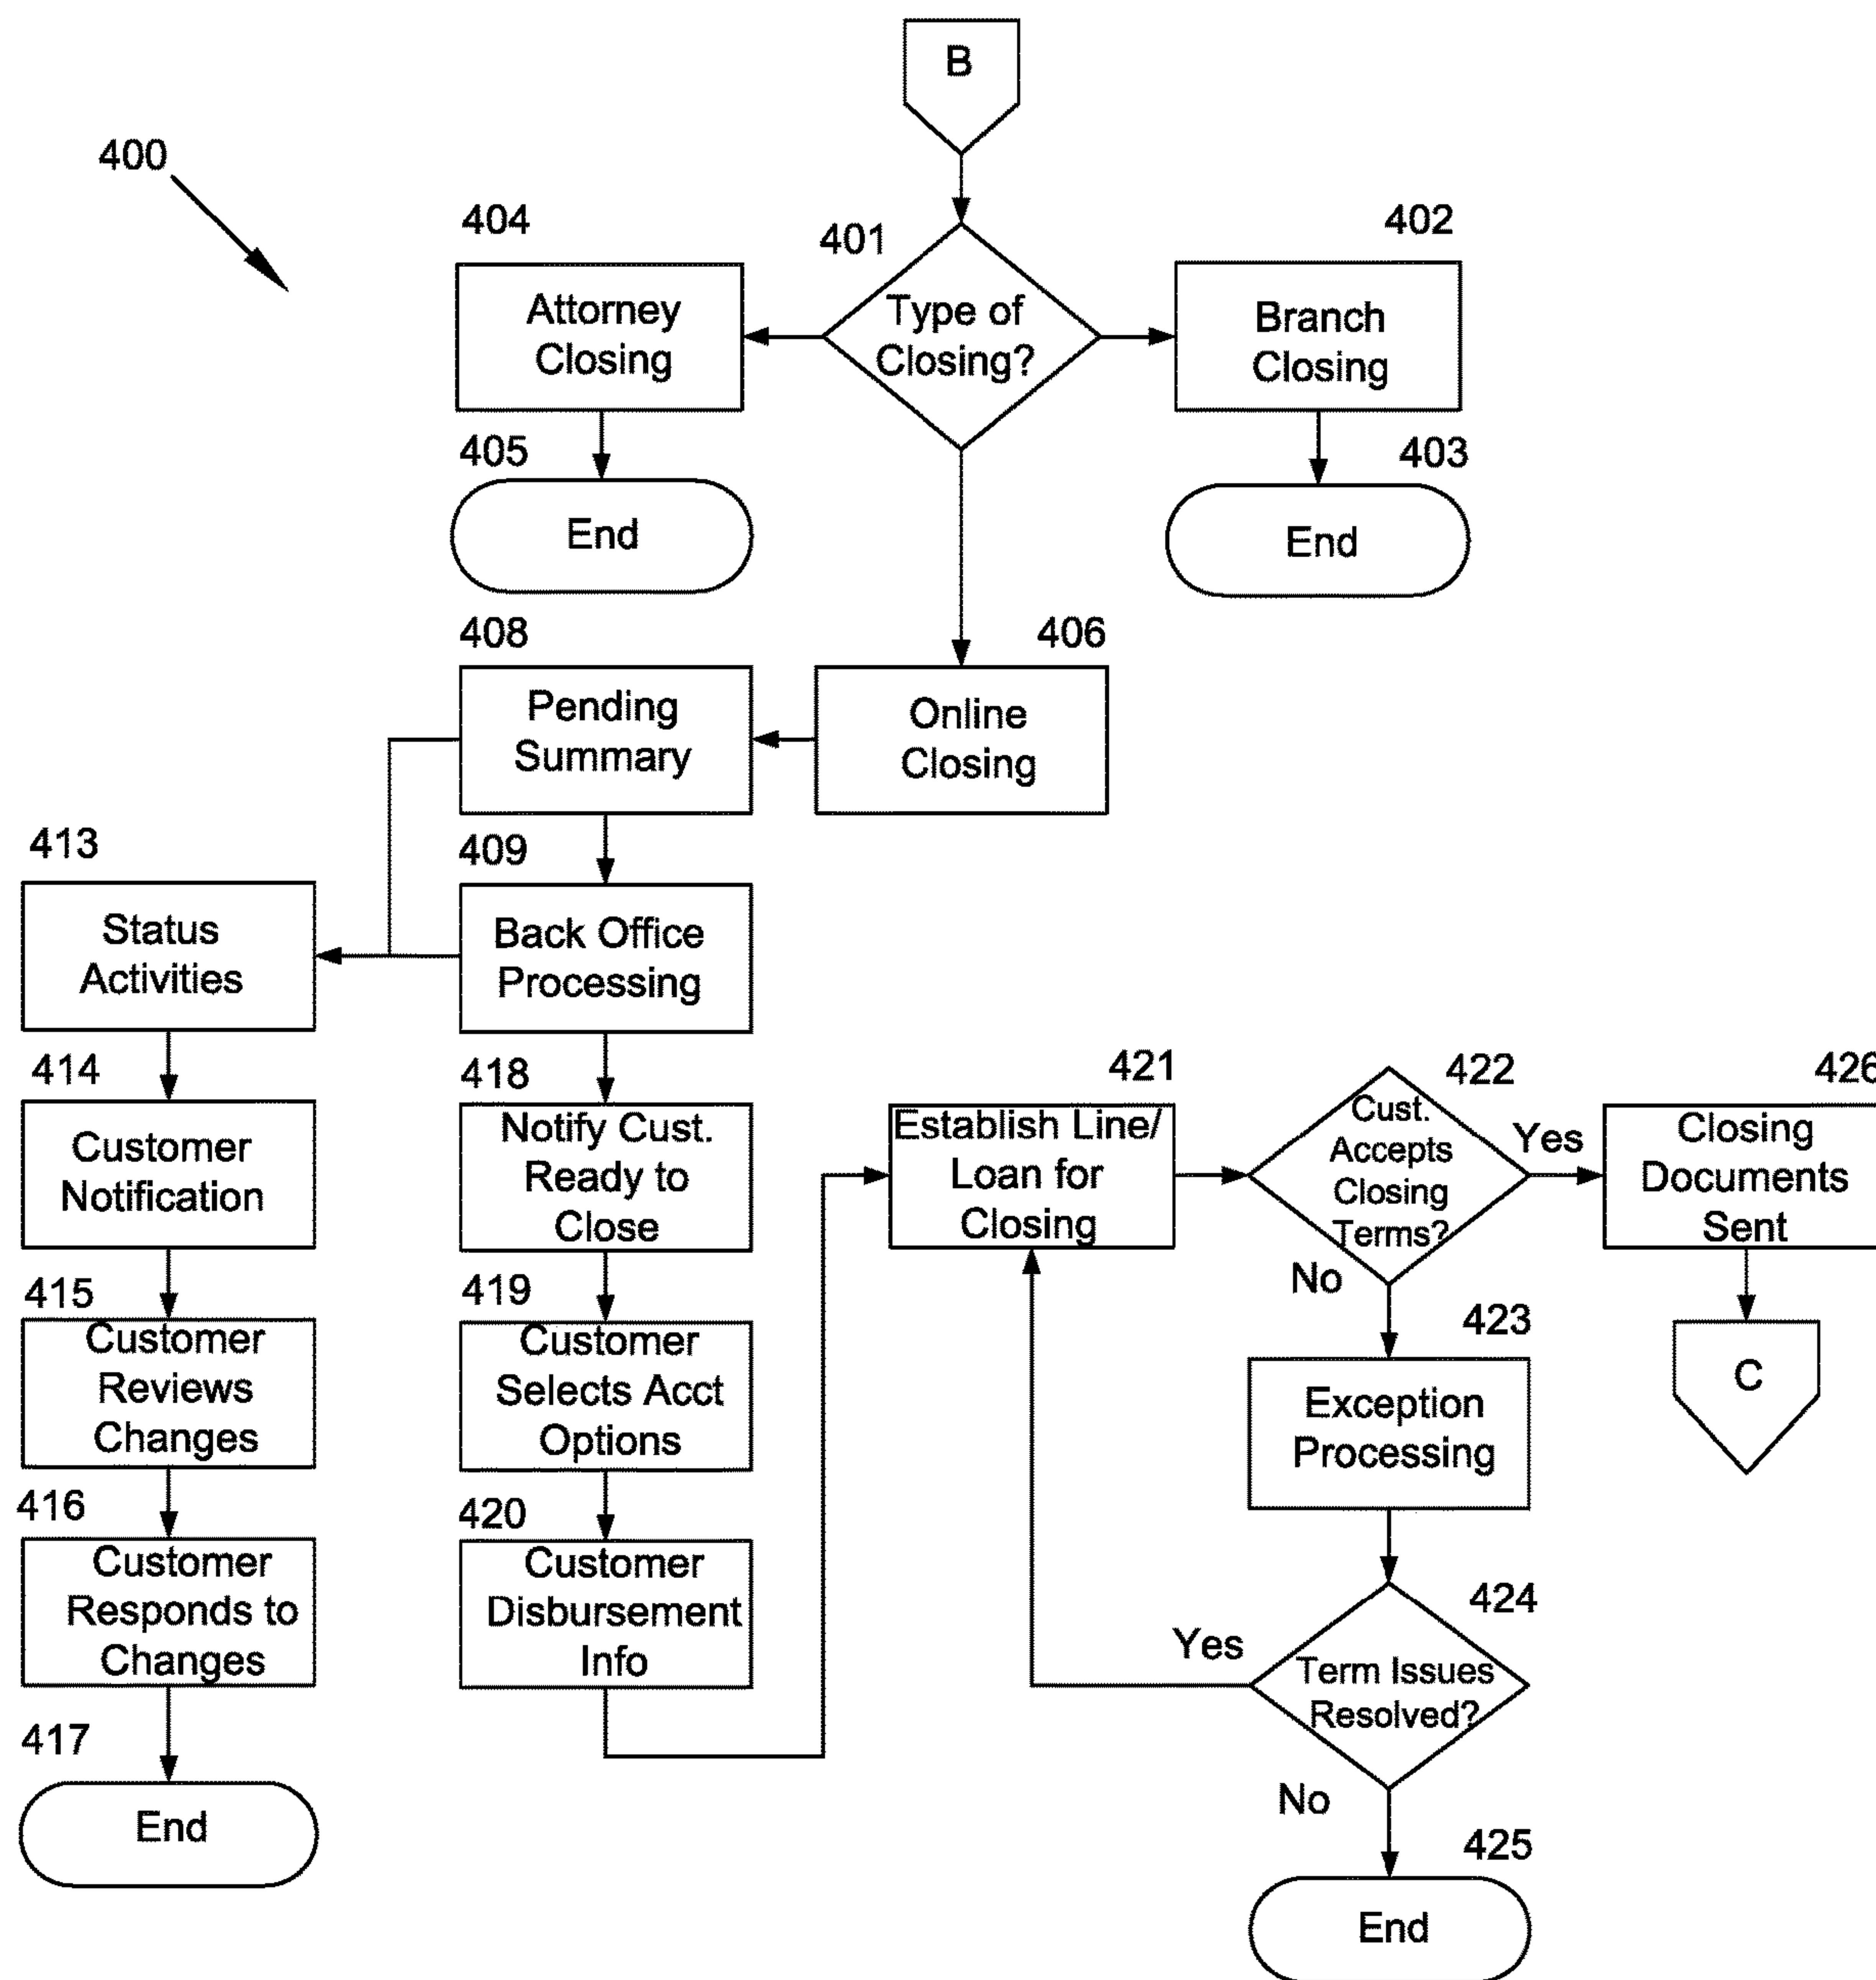 B
400
404
401
402
Attorney
Closing
Type of
Closing?
Branch
Closing
405
403
End
End
408
406
Pending
Summary
Online
Closing
413
409
Status
Activities
Back Office
Processing
414
418
421
422
426
Customer
Notification
Notify Cust.
Ready to
Close
Establish Line/
Loan for
Closing
Cust.
Accepts
Closing
Terms?
Yes
Closing
Documents
Sent
No
415
419
423
Customer
Reviews
Changes
Customer
Selects Acct
Options
Exception
Processing
C
416
420
424
Customer
Responds to
Changes
Customer
Disbursement
Info
Yes
Term Issues
Resolved?
417
No
End
425
End